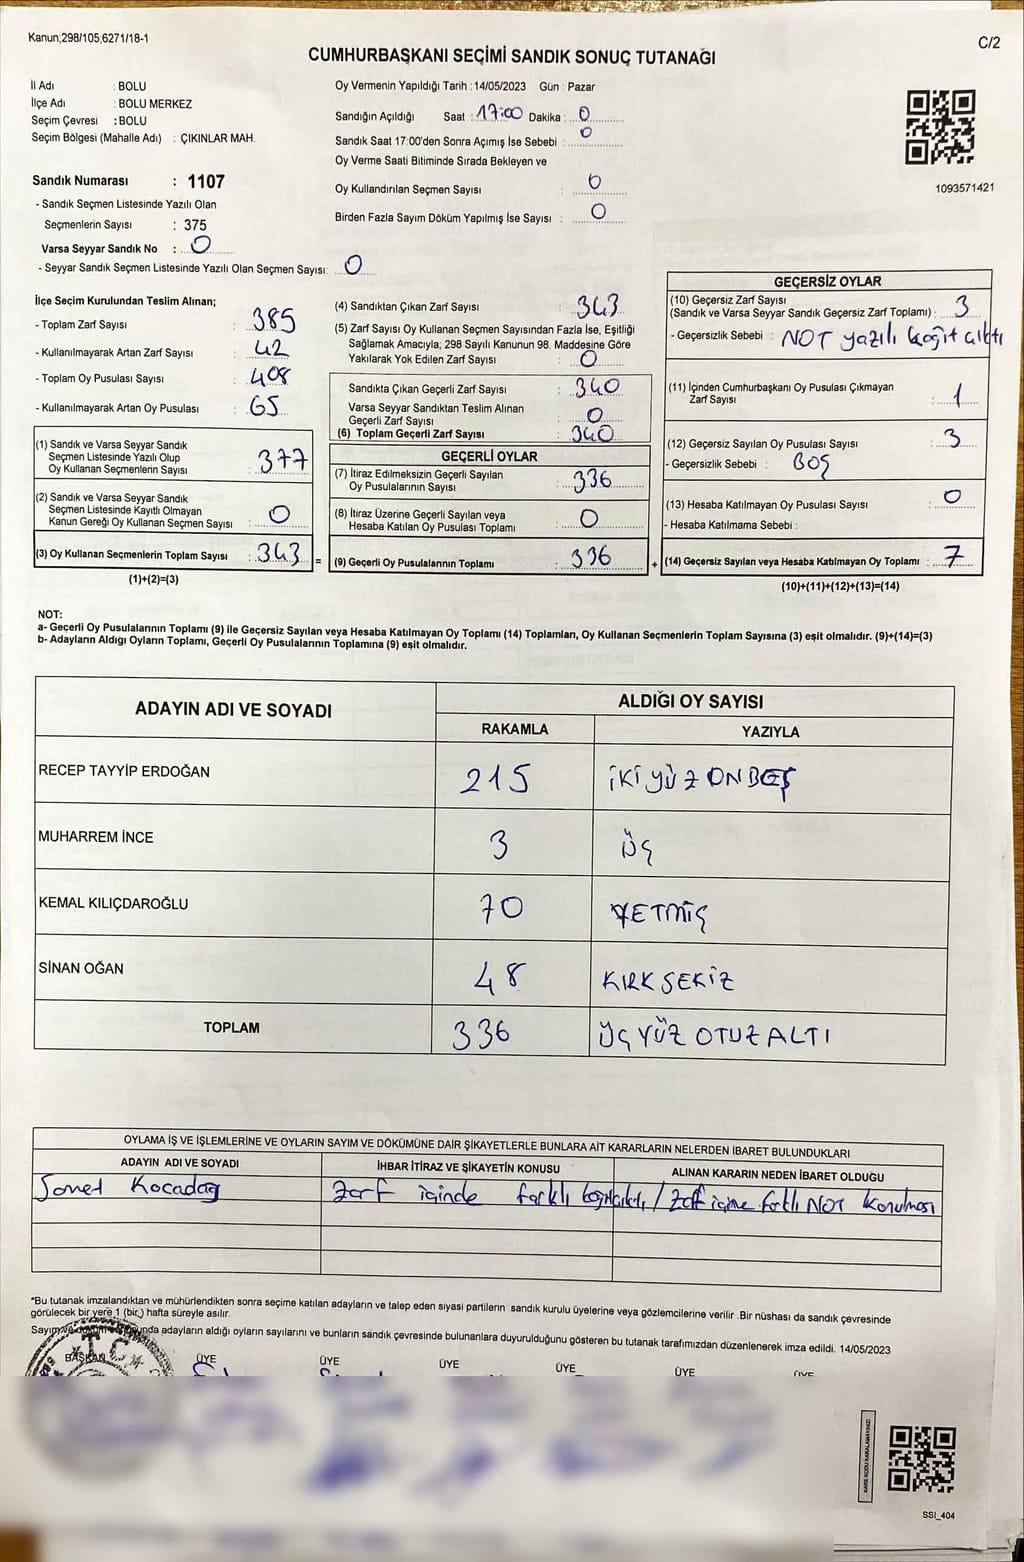 Kanun;298/105,6271/18-1
C/2
CUMHURBAŞKANI SEÇİMİ SANDIK SONUÇ TUTANAĞI
İl Adı : BOLU
İlçe Adı : BOLU MERKEZ
Seçim Çevresi : BOLU
Seçim Bölgesi (Mahalle Adı) : ÇIKINLAR MAH.
Sandık Numarası : 1107
- Sandık Seçmen Listesinde Yazılı Olan
Seçmenlerin Sayısı : 375
Varsa Seyyar Sandık No : 0
- Seyyar Sandık Seçmen Listesinde Yazılı Olan Seçmen Sayısı: 0
Oy Vermenin Yapıldığı Tarih : 14/05/2023 Gün : Pazar
Sandığın Açıldığı Saat : 17:00 Dakika : 0
Sandık Saat 17:00'den Sonra Açımış İse Sebebi : 0
Oy Verme Saati Bitiminde Sırada Bekleyen ve
Oy Kullandırılan Seçmen Sayısı : 0
Birden Fazla Sayım Döküm Yapılmış İse Sayısı : 0
1093571421
İlçe Seçim Kurulundan Teslim Alınan;
- Toplam Zarf Sayısı : 385
- Kullanılmayarak Artan Zarf Sayısı : 42
- Toplam Oy Pusulası Sayısı : 408
- Kullanılmayarak Artan Oy Pusulası : 65
(1) Sandık ve Varsa Seyyar Sandık
Seçmen Listesinde Yazılı Olup
Oy Kullanan Seçmenlerin Sayısı : 377
(2) Sandık ve Varsa Seyyar Sandık
Seçmen Listesinde Kayıtlı Olmayan
Kanun Gereği Oy Kullanan Seçmen Sayısı : 0
(3) Oy Kullanan Seçmenlerin Toplam Sayısı : 343 =
(1)+(2)=(3)
(4) Sandıktan Çıkan Zarf Sayısı : 343
(5) Zarf Sayısı Oy Kullanan Seçmen Sayısından Fazla İse, Eşitliği
Sağlamak Amacıyla; 298 Sayılı Kanunun 98. Maddesine Göre
Yakılarak Yok Edilen Zarf Sayısı : 0
Sandıkta Çıkan Geçerli Zarf Sayısı : 340
Varsa Seyyar Sandıktan Teslim Alınan
Geçerli Zarf Sayısı : 0
(6) Toplam Geçerli Zarf Sayısı : 340
GEÇERLİ OYLAR
(7) İtiraz Edilmeksizin Geçerli Sayılan
Oy Pusulalarının Sayısı : 336
(8) İtiraz Üzerine Geçerli Sayılan veya
Hesaba Katılan Oy Pusulası Toplamı : 0
(9) Geçerli Oy Pusulalarının Toplamı : 336 +
GEÇERSİZ OYLAR
(10) Geçersiz Zarf Sayısı
(Sandık ve Varsa Seyyar Sandık Geçersiz Zarf Toplamı) : 3
- Geçersizlik Sebebi : NOT yazılı kağıt çıktı
(11) İçinden Cumhurbaşkanı Oy Pusulası Çıkmayan
Zarf Sayısı : 1
(12) Geçersiz Sayılan Oy Pusulası Sayısı : 3
- Geçersizlik Sebebi : BOŞ
(13) Hesaba Katılmayan Oy Pusulası Sayısı : 0
- Hesaba Katılmama Sebebi :
(14) Geçersiz Sayılan veya Hesaba Katılmayan Oy Toplamı : 7
(10)+(11)+(12)+(13)=(14)
NOT:
a- Geçerli Oy Pusulalarının Toplamı (9) ile Geçersiz Sayılan veya Hesaba Katılmayan Oy Toplamı (14) Toplamları, Oy Kullanan Seçmenlerin Toplam Sayısına (3) eşit olmalıdır. (9)+(14)=(3)
b- Adayların Aldığı Oyların Toplamı, Geçerli Oy Pusulalarının Toplamına (9) eşit olmalıdır.
ADAYIN ADI VE SOYADI
ALDIĞI OY SAYISI
RAKAMLA YAZIYLA
RECEP TAYYİP ERDOĞAN 215 İKİ YÜZ ONBEŞ
MUHARREM İNCE 3 ÜÇ
KEMAL KILIÇDAROĞLU 70 YETMİŞ
SİNAN OĞAN 48 KIRK SEKİZ
TOPLAM 336 ÜÇ YÜZ OTUZ ALTI
OYLAMA İŞ VE İŞLEMLERİNE VE OYLARIN SAYIM VE DÖKÜMÜNE DAİR ŞİKAYETLERLE BUNLARA AİT KARARLARIN NELERDEN İBARET BULUNDUKLARI
ADAYIN ADI VE SOYADI İHBAR İTİRAZ VE ŞİKAYETİN KONUSU ALINAN KARARIN NEDEN İBARET OLDUĞU
Kocadağ Zarf içinde farklı / Zarf içine farklı NOT konulması
*Bu tutanak imzalandıktan ve mühürlendikten sonra seçime katılan adayların ve talep eden siyasi partilerin sandık kurulu üyelerine veya gözlemcilerine verilir .Bir nüshası da sandık çevresinde
görülecek bir yere 1 (bir) hafta süreyle asılır.
adayların aldığı oyların sayılarını ve bunların sandık çevresinde bulunanlara duyurulduğunu gösteren bu tutanak tarafımızdan düzenlenerek imza edildi. 14/05/2023
BAŞKAN ÜYE ÜYE ÜYE ÜYE ÜYE ÜYE
T.C.
KARE KODU KARALAMAYINIZ!
SSI_404